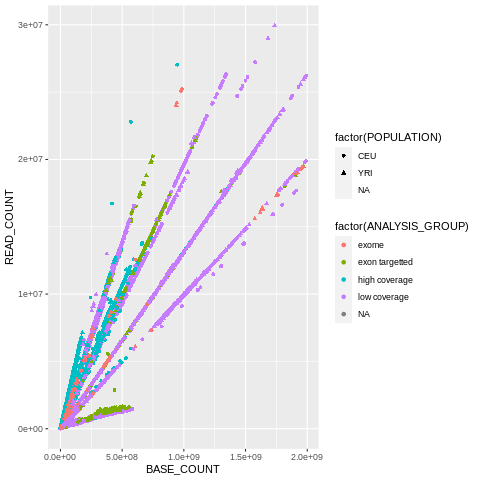 3e+07
2e+07
1e+07
0e+00
READ_COUNT
0.0e+00 5.0e+08 1.0e+09 1.5e+09 2.0e+09
BASE_COUNT
factor(POPULATION)
CEU
YRI
NA
factor(ANALYSIS_GROUP)
exome
exon targetted
high coverage
low coverage
NA